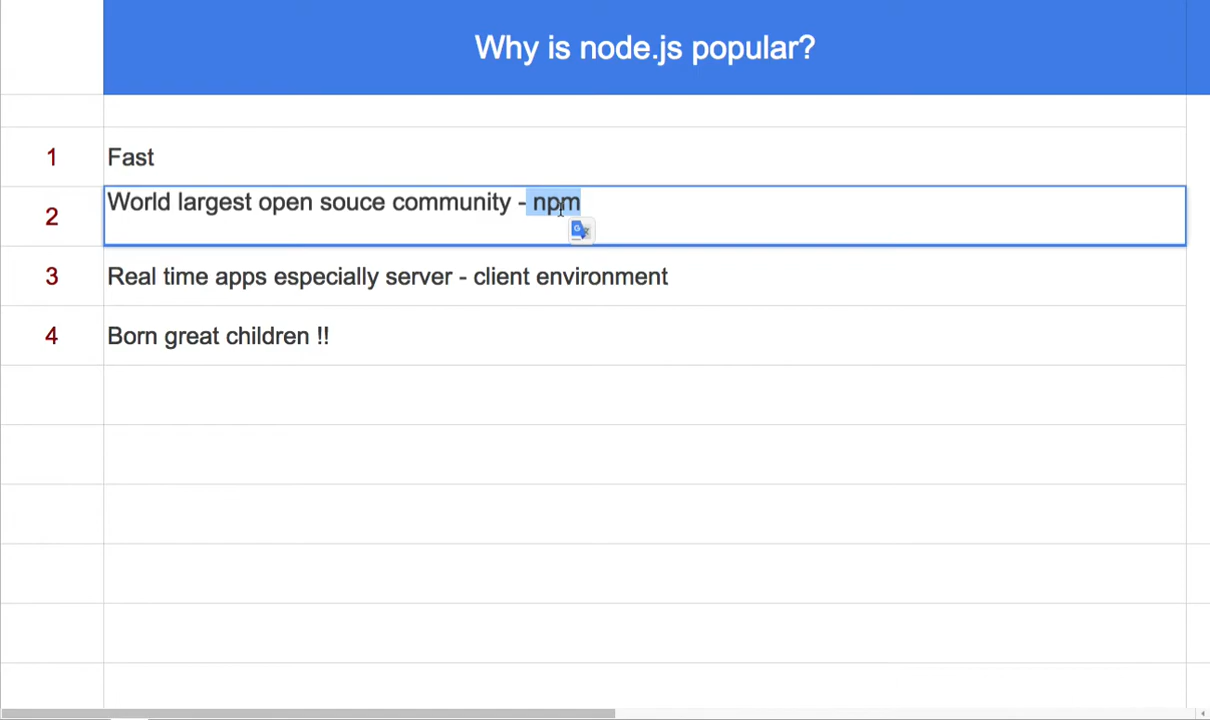 Why is node.js popular?
1 Fast
2 World largest open souce community - npm
3 Real time apps especially server - client environment
4 Born great children !!